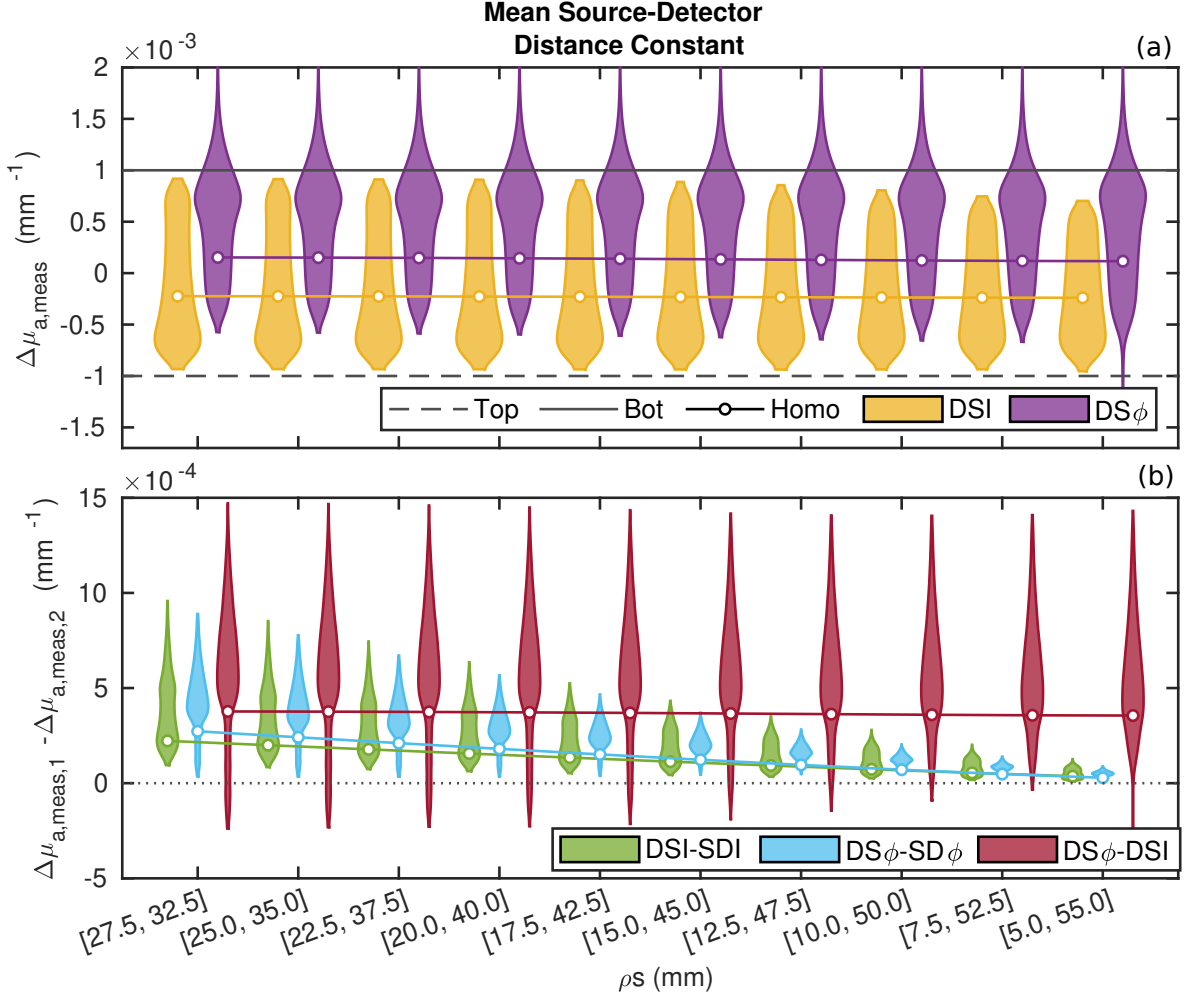 Mean Source-Detector
Distance Constant
×10⁻³
(a)
2
1.5
1
0.5
0
-0.5
-1
-1.5
Δμa,meas (mm⁻¹)
Top Bot Homo DSI DSϕ
×10⁻⁴
(b)
15
10
5
0
-5
Δμa,meas,1 -Δμa,meas,2 (mm⁻¹)
DSI-SDI DSϕ-SDϕ DSϕ-DSI
[27.5, 32.5]
[25.0, 35.0]
[22.5, 37.5]
[20.0, 40.0]
[17.5, 42.5]
[15.0, 45.0]
[12.5, 47.5]
[10.0, 50.0]
[7.5, 52.5]
[5.0, 55.0]
ρs (mm)